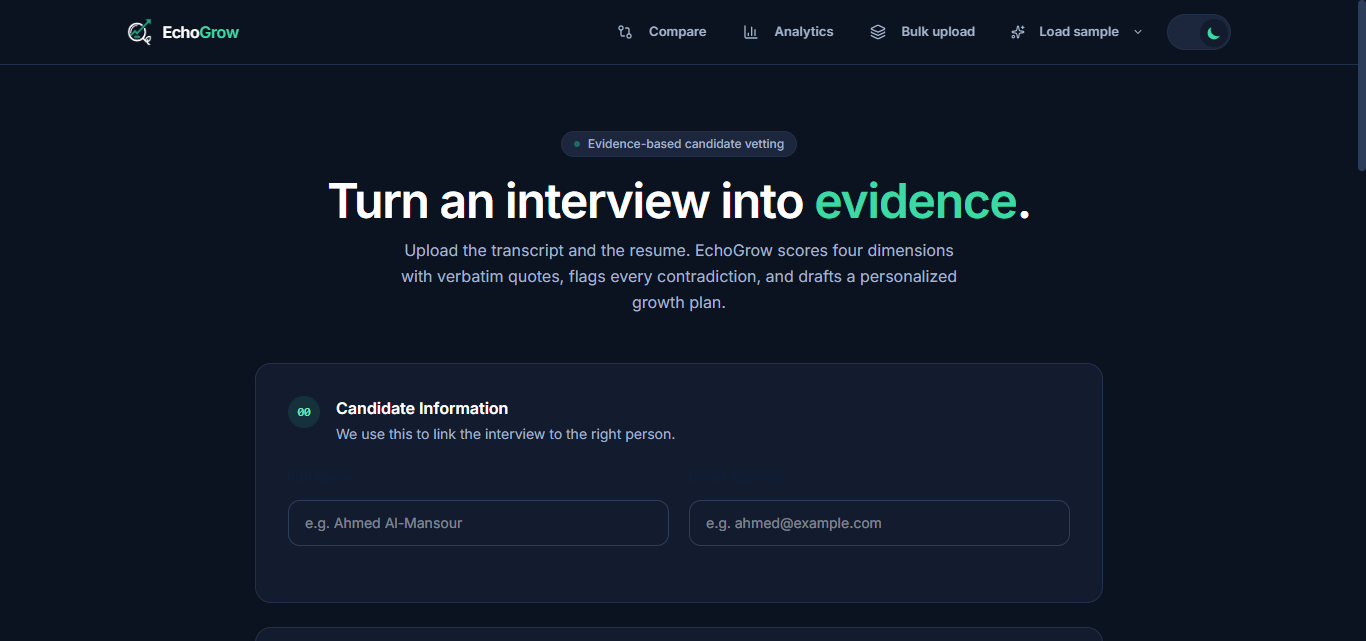 EchoGrow
Compare
Analytics
Bulk upload
Load sample
Evidence-based candidate vetting
Turn an interview into evidence.
Upload the transcript and the resume. EchoGrow scores four dimensions
with verbatim quotes, flags every contradiction, and drafts a personalized
growth plan.
00
Candidate Information
We use this to link the interview to the right person.
e.g. Ahmed Al-Mansour
e.g. ahmed@example.com